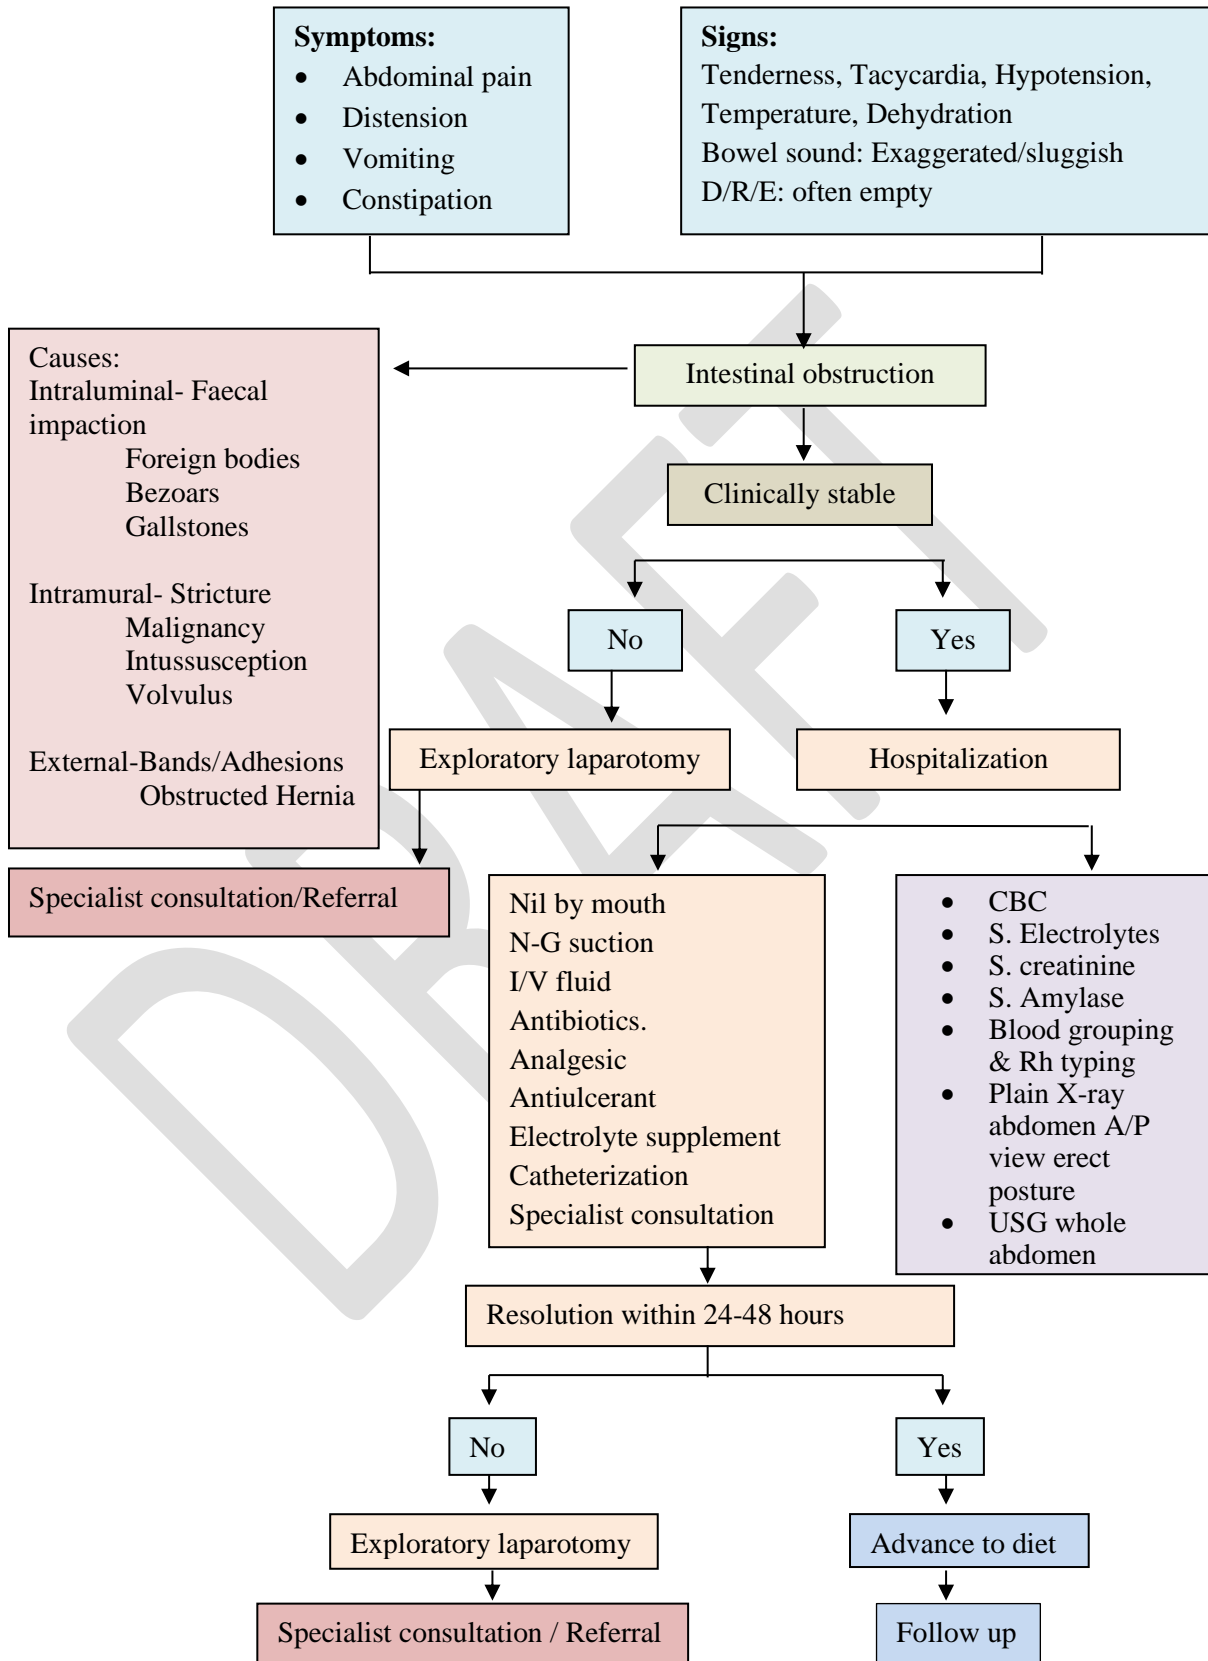 Symptoms:
• Abdominal pain
• Distension
• Vomiting
• Constipation
Signs:
Tenderness, Tacycardia, Hypotension,
Temperature, Dehydration
Bowel sound: Exaggerated/sluggish
D/R/E: often empty
Intestinal obstruction
Causes:
Intraluminal- Faecal
impaction
Foreign bodies
Bezoars
Gallstones
Intramural- Stricture
Malignancy
Intussusception
Volvulus
External-Bands/Adhesions
Obstructed Hernia
Clinically stable
No
Yes
Exploratory laparotomy
Hospitalization
Specialist consultation/Referral
Nil by mouth
N-G suction
I/V fluid
Antibiotics.
Analgesic
Antiulcerant
Electrolyte supplement
Catheterization
Specialist consultation
• CBC
• S. Electrolytes
• S. creatinine
• S. Amylase
• Blood grouping
& Rh typing
• Plain X-ray
abdomen A/P
view erect
posture
• USG whole
abdomen
Resolution within 24-48 hours
No
Yes
Exploratory laparotomy
Advance to diet
Specialist consultation / Referral
Follow up
DRAFT